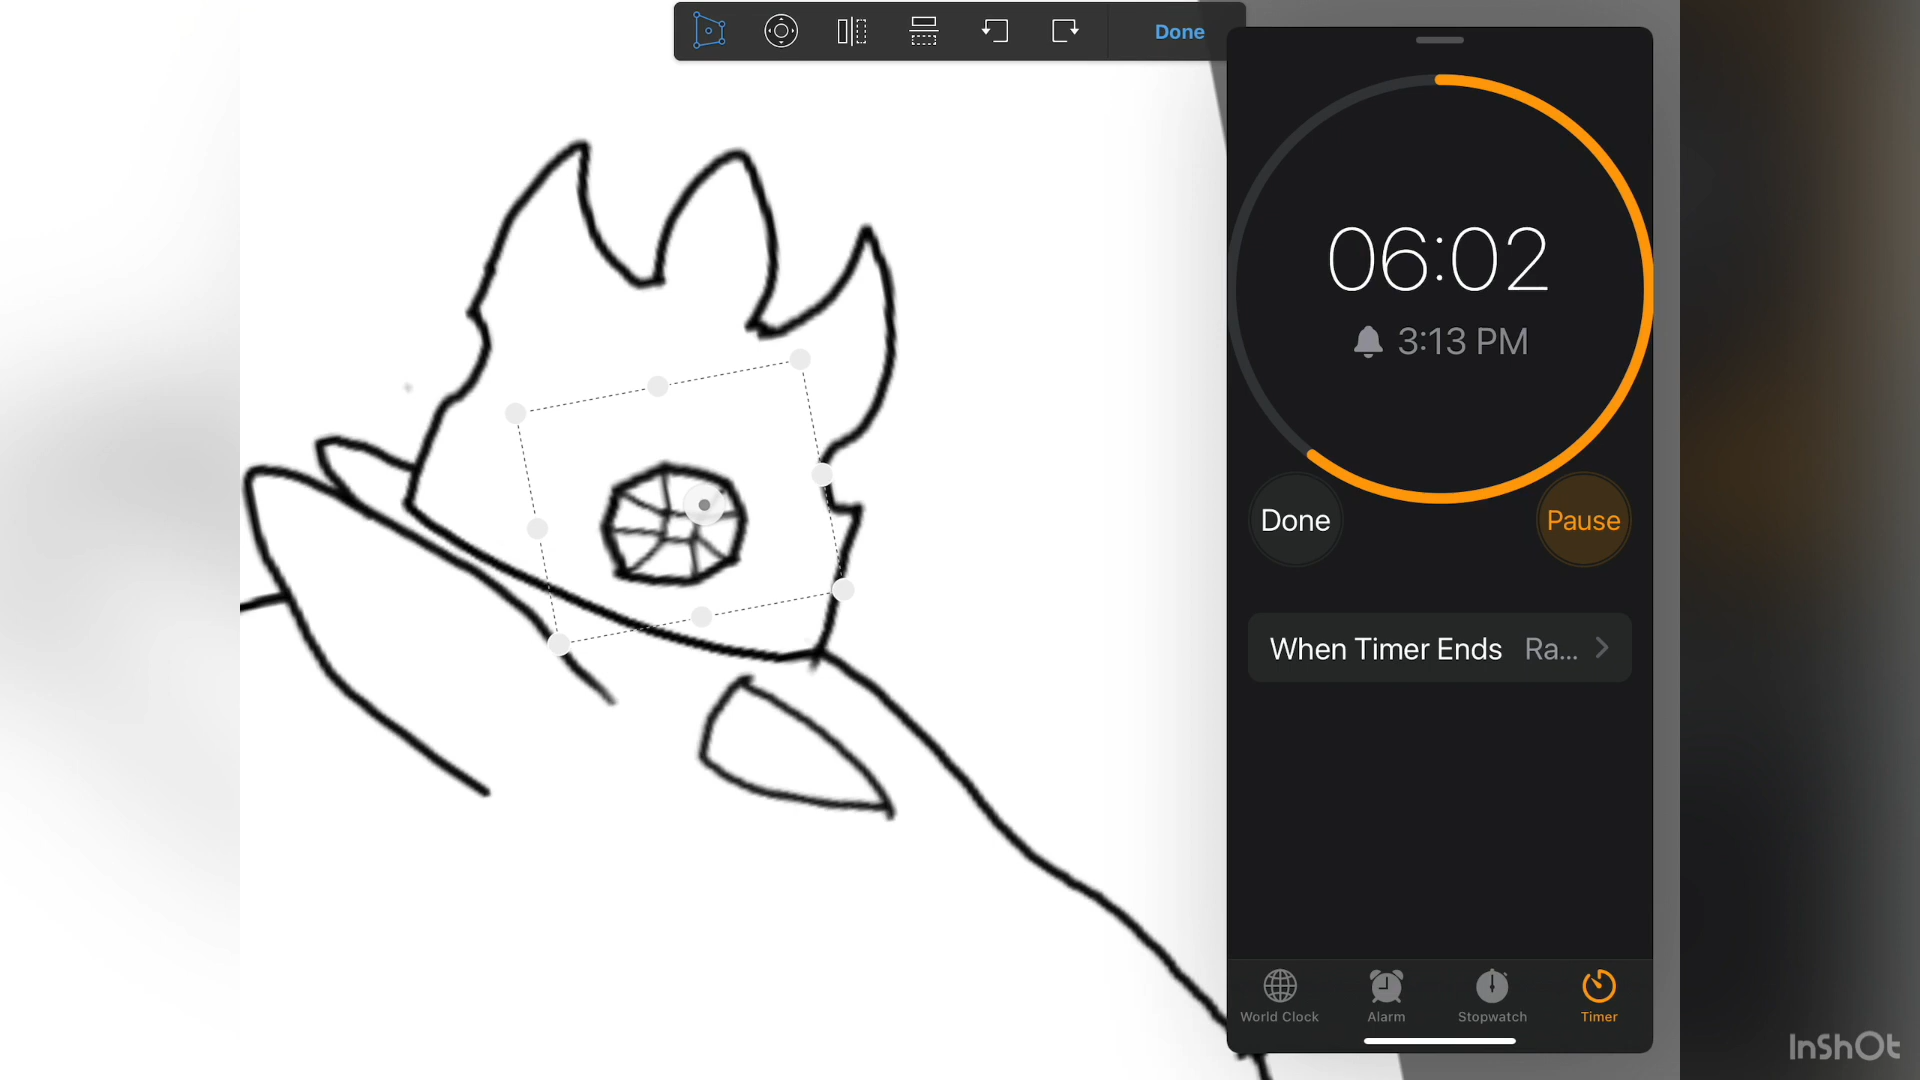 Done
06:02
3:13 PM
Done
Pause
When Timer Ends Ra...
World Clock
Alarm
Stopwatch
Timer
InShOt